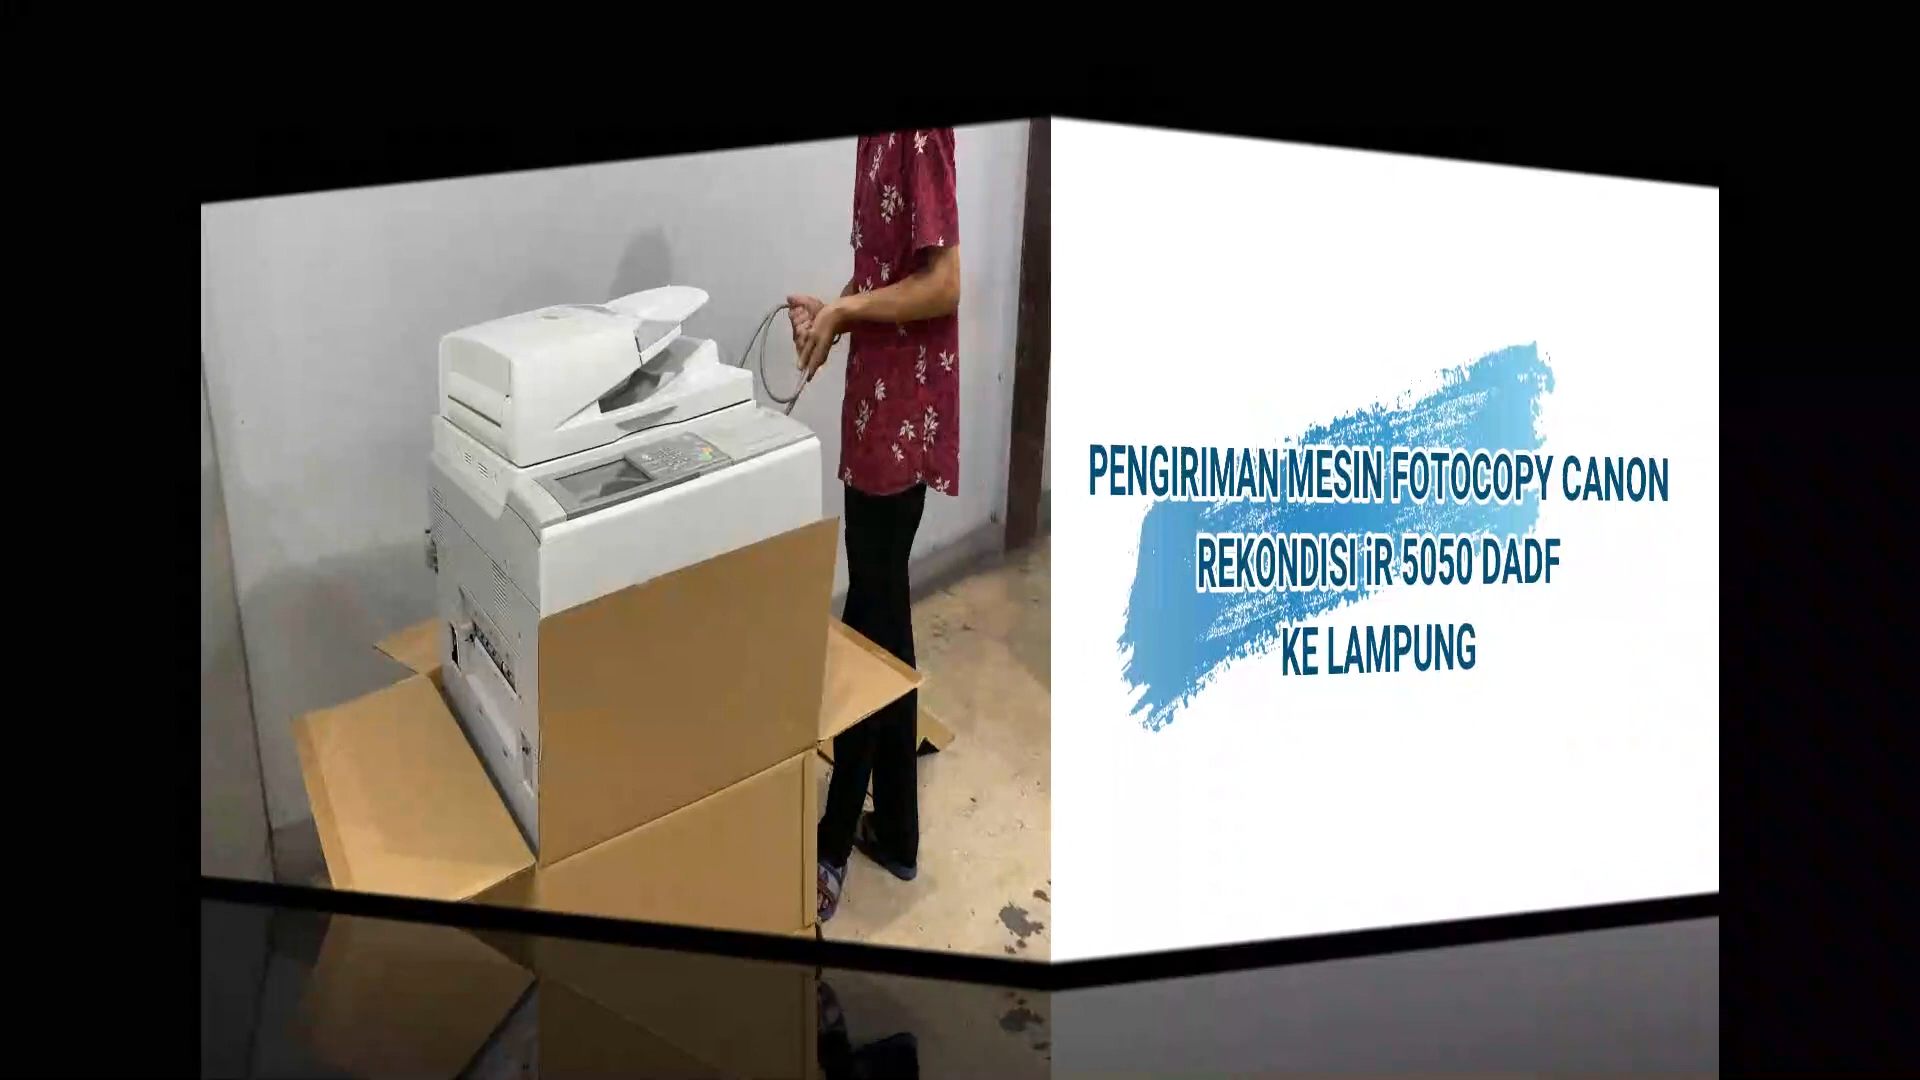 PENGIRIMAN MESIN FOTOCOPY CANON
REKONDISI iR 5050 DADF
KE LAMPUNG